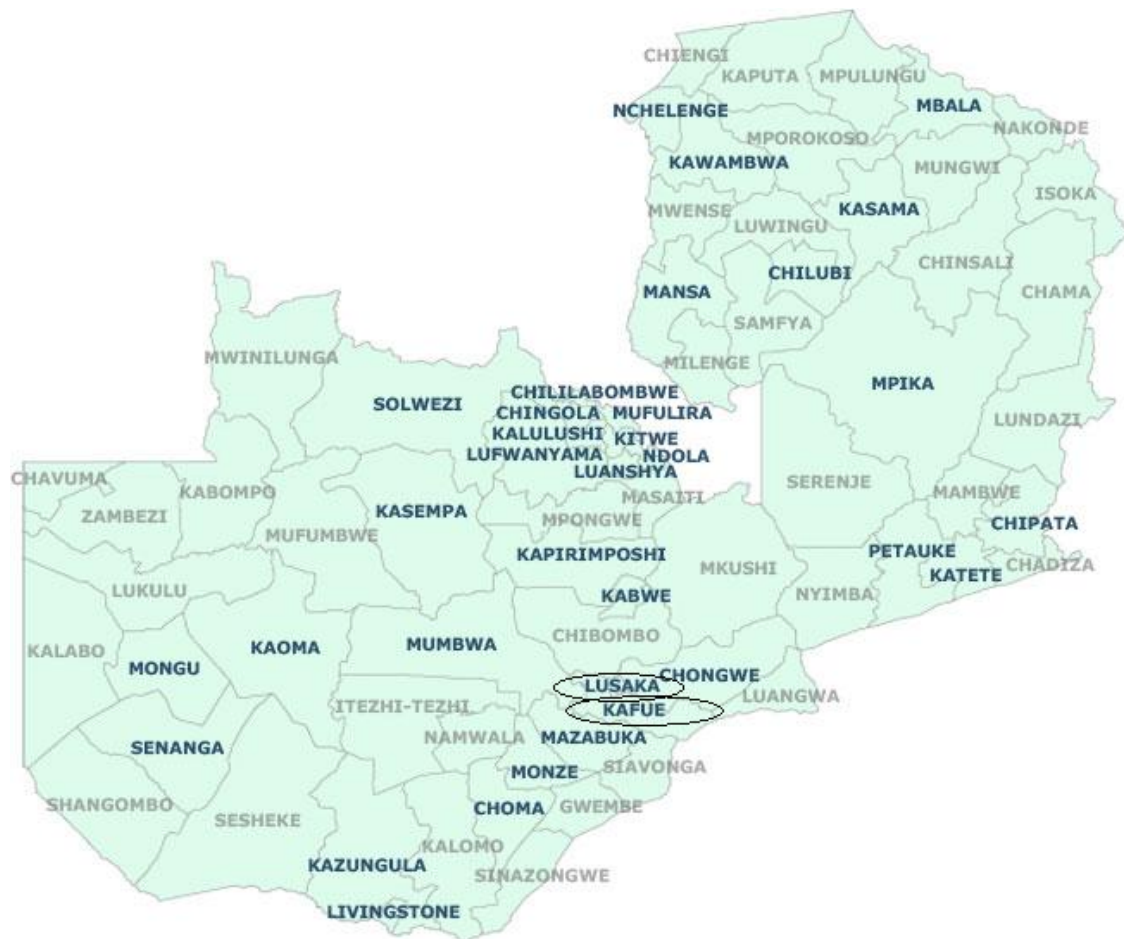 CHIENGI
KAPUTA
MPULUNGU
NCHELENGE
MBALA
NAKONDE
MPOROKOSO
KAWAMBWA
MUNGWI
ISOKA
MWENSE
KASAMA
LUWINGU
CHINSALI
CHILUBI
MANSA
CHAMA
SAMFYA
MWINILUNGA
MILENGE
MPIKA
CHILILABOMBWE
SOLWEZI
CHINGOLA
MUFULIRA
LUNDAZI
KALULUSHI
KITWE
LUFWANYAMA
NDOLA
LUANSHYA
CHAVUMA
KABOMPO
SERENJE
MAMBWE
MASAITI
ZAMBEZI
KASEMPA
MPONGWE
CHIPATA
MUFUMBWE
KAPIRIMPOSHI
PETAUKE
CHADIZA
MKUSHI
KATETE
LUKULU
KABWE
NYIMBA
CHIBOMBO
KALABO
KAOMA
MUMBWA
MONGU
CHONGWE
LUSAKA
LUANGWA
ITEZHI-TEZHI
KAFUE
NAMWALA
MAZABUKA
SENANGA
SIAVONGA
MONZE
SHANGOMBO
CHOMA
GWEMBE
SESHEKE
KALOMO
KAZUNGULA
SINAZONGWE
LIVINGSTONE